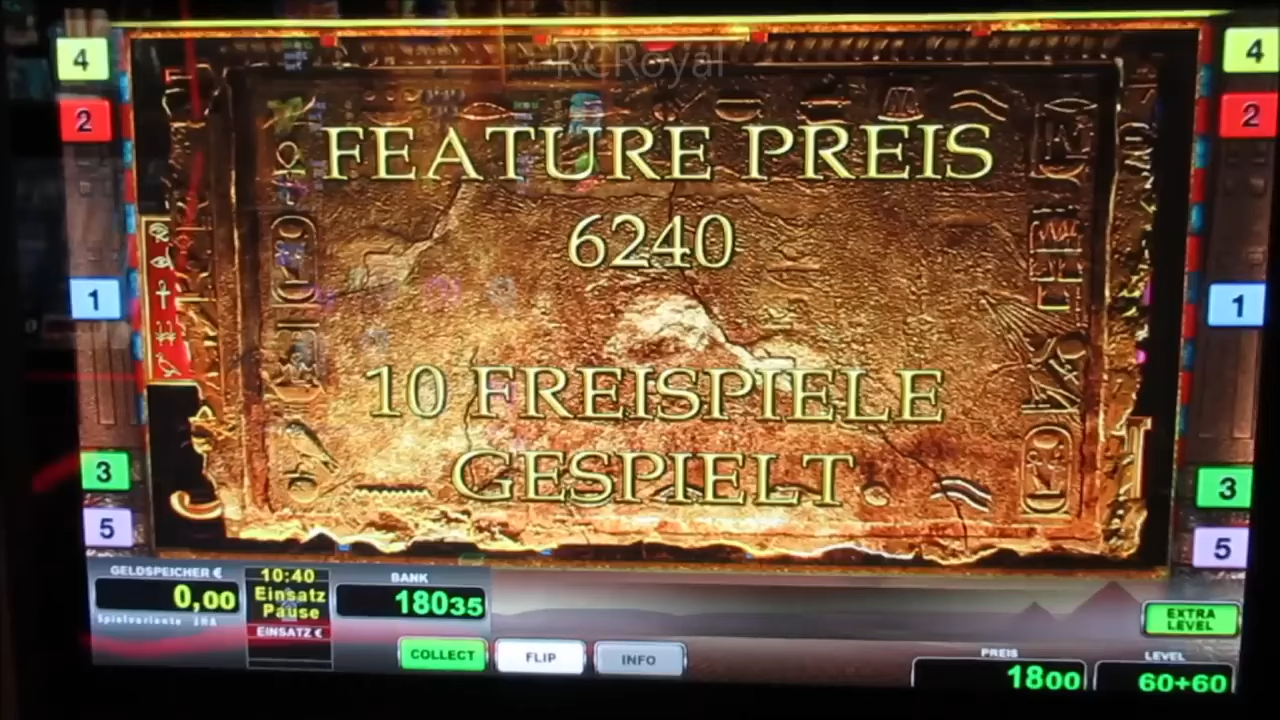 RCRoyal
4
4
2
2
FEATURE PREIS
6240
1
1
10 FREISPIELE
GESPIELT
3
3
5
5
GELDSPEICHER €
0,00
10:40
Einsatz
Pause
EINSATZ €
BANK
18035
EXTRA
LEVEL
COLLECT
FLIP
INFO
PREIS
1800
LEVEL
60+60